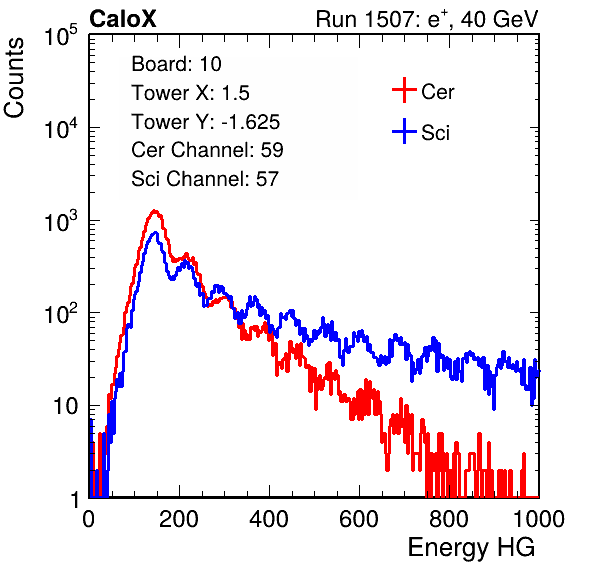 CaloX Run 1507: e⁺, 40 GeV
Counts
10⁵
10⁴
10³
10²
10
1
Board: 10
Tower X: 1.5
Tower Y: -1.625
Cer Channel: 59
Sci Channel: 57
Cer
Sci
0 200 400 600 800 1000
Energy HG